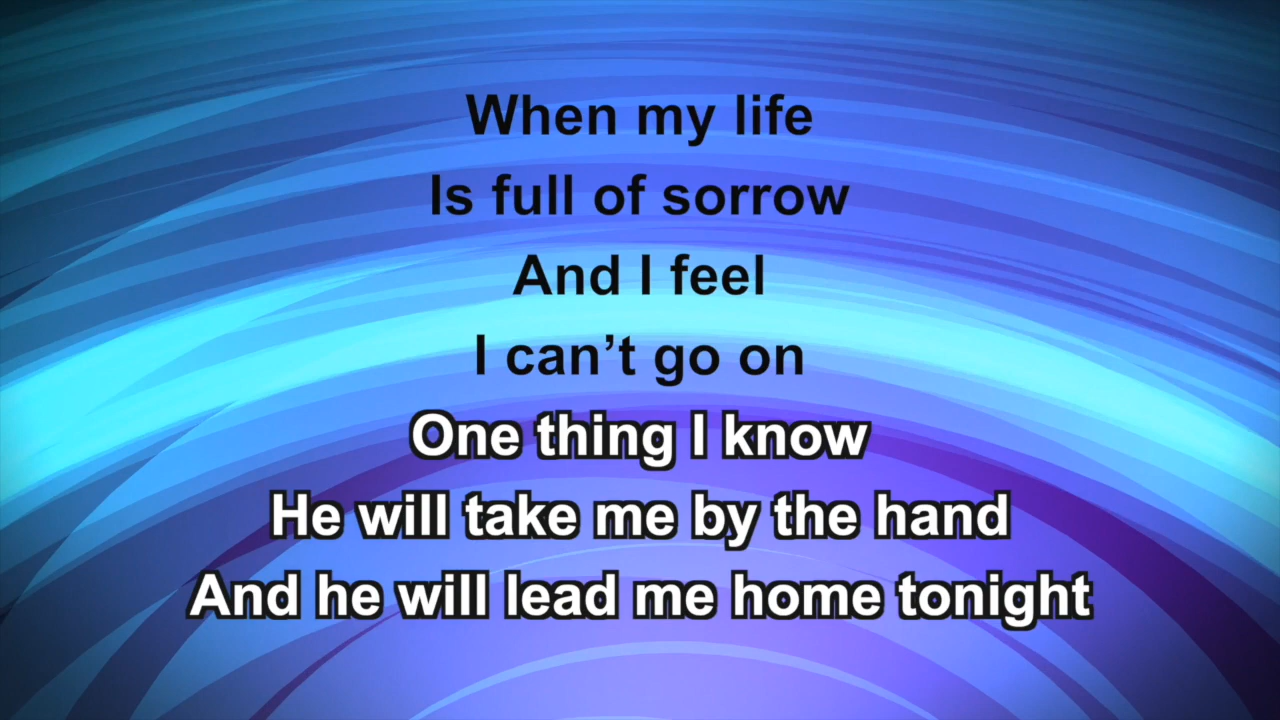 When my life
Is full of sorrow
And I feel
I can’t go on
One thing I know
He will take me by the hand
And he will lead me home tonight